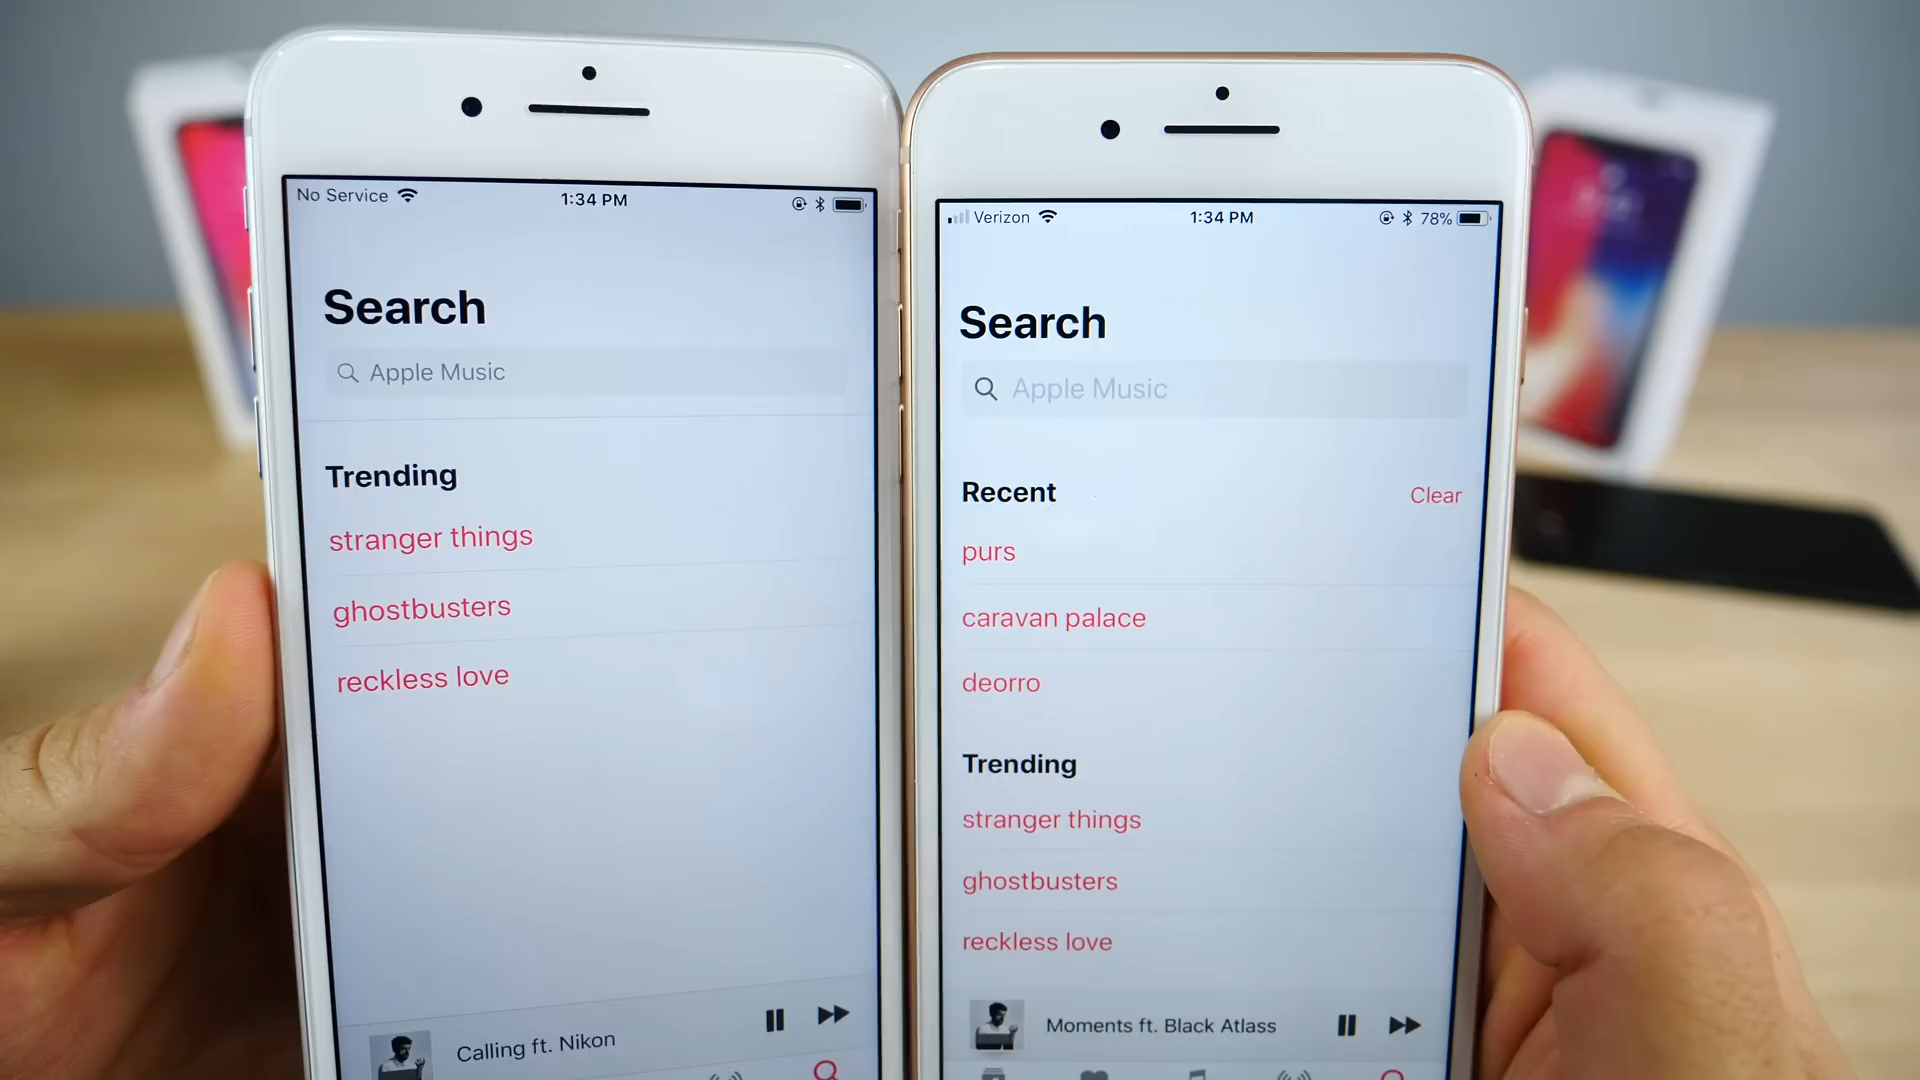 No Service 1:34 PM
Search
Apple Music
Trending
stranger things
ghostbusters
reckless love
Calling ft. Nikon
Verizon 1:34 PM 78%
Search
Apple Music
Recent Clear
purs
caravan palace
deorro
Trending
stranger things
ghostbusters
reckless love
Moments ft. Black Atlass